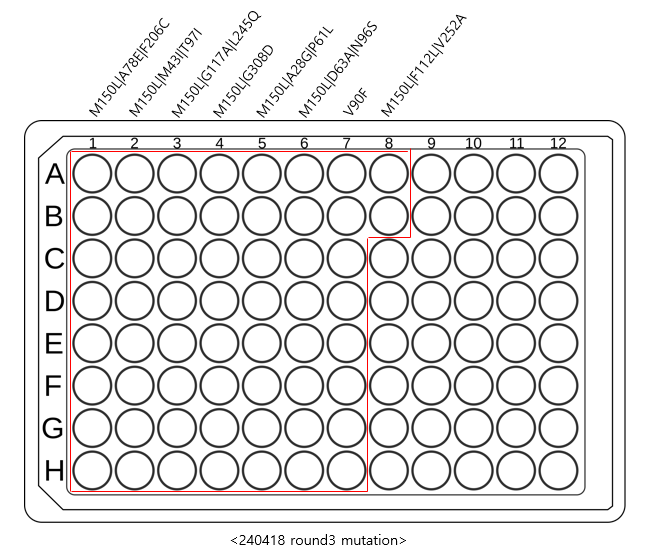 M150L|A78E|F206C
M150L|M43I|T97I
M150L|G117A|L245Q
M150L|G308D
M150L|A28G|P61L
M150L|D63A|N96S
V90F
M150L|F112L|V252A
1 2 3 4 5 6 7 8 9 10 11 12
A
B
C
D
E
F
G
H
<240418 round3 mutation>